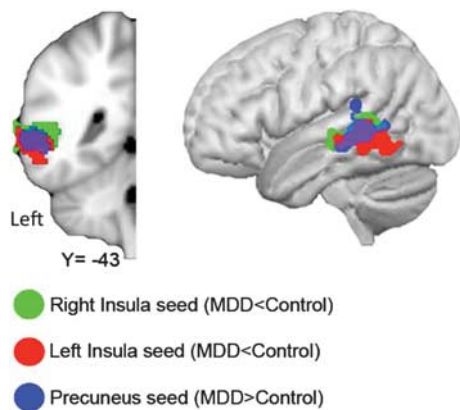 Left
Y= -43
Right Insula seed (MDD<Control)
Left Insula seed (MDD<Control)
Precuneus seed (MDD>Control)